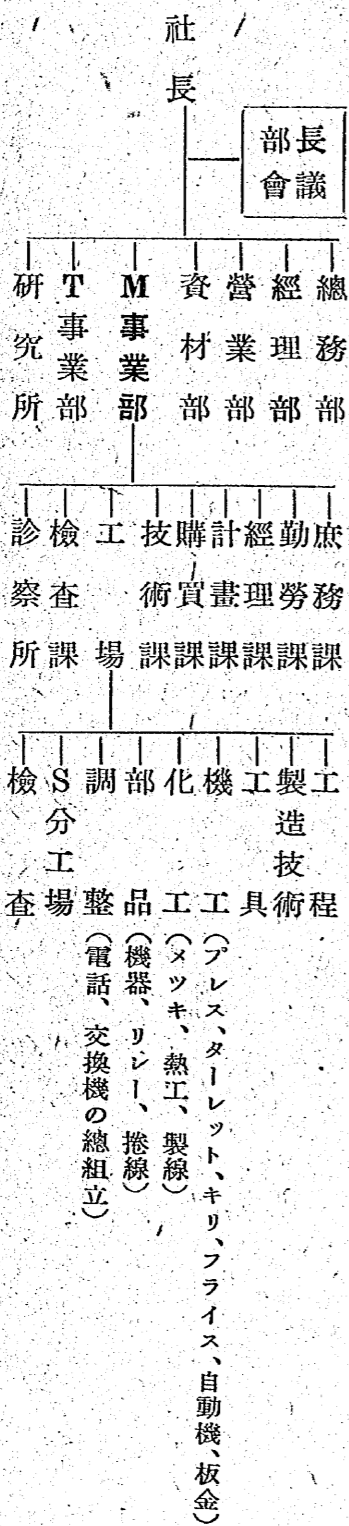 社長
部長
會議
總務部
經理部
營業部
資材部
M事業部
T事業部
研究所
庶務課
勤勞課
經理課
計畫課
購買課
技術課
工場
檢査課
診察所
工程
製造技術
工具
機工（プレス、ターレット、キリ、フライス、自動機、板金）
化工（メツキ、熱工、製線）
部品（機器、リレー、捲線）
調整（電話、交換機の總組立）
S分工場
檢査